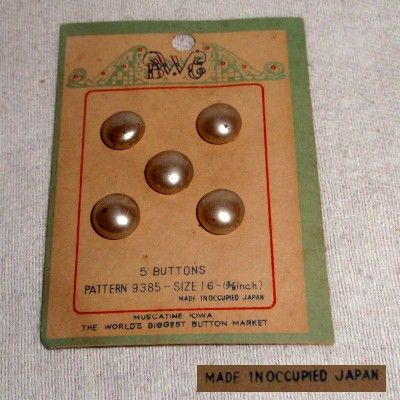 5 BUTTONS
PATTERN 9385-SIZE 16-(3/8 inch)
MADE IN OCCUPIED JAPAN
MUSCATINE IOWA
THE WORLD'S BIGGEST BUTTON MARKET
MADE IN OCCUPIED JAPAN